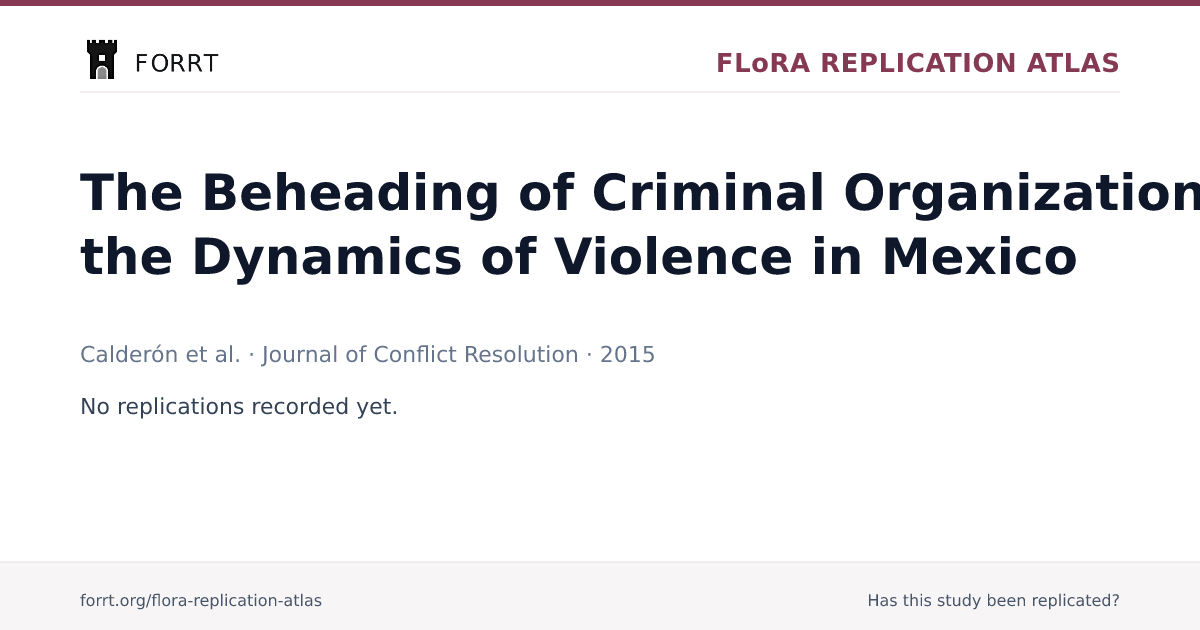 FORRT
FLoRA REPLICATION ATLAS
The Beheading of Criminal Organization
the Dynamics of Violence in Mexico
Calderón et al. · Journal of Conflict Resolution · 2015
No replications recorded yet.
forrt.org/flora-replication-atlas
Has this study been replicated?